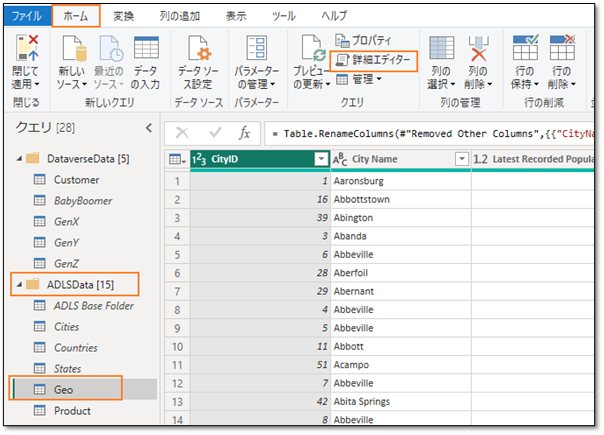 ファイル ホーム 変換 列の追加 表示 ツール ヘルプ
閉じて適用 新しいソース 最近のソース データの入力 データ ソース設定 パラメーターの管理 プレビューの更新 プロパティ 詳細エディター 管理 列の選択 列の削除 行の保持 行の削除
閉じる 新しいクエリ データ ソース パラメーター クエリ 列の管理 行の削減
クエリ [28]
= Table.RenameColumns(#"Removed Other Columns",{{"CityNa
DataverseData [5]
Customer
BabyBoomer
GenX
GenY
GenZ
ADLSData [15]
ADLS Base Folder
Cities
Countries
States
Geo
Product
1²3 CityID ABC City Name 1.2 Latest Recorded Popula
1 1 Aaronsburg
2 16 Abbottstown
3 39 Abington
4 3 Abanda
5 6 Abbeville
6 28 Aberfoil
7 29 Abernant
8 4 Abbeville
9 5 Abbeville
10 11 Abbott
11 51 Acampo
12 7 Abbeville
13 42 Abita Springs
14 8 Abbeville